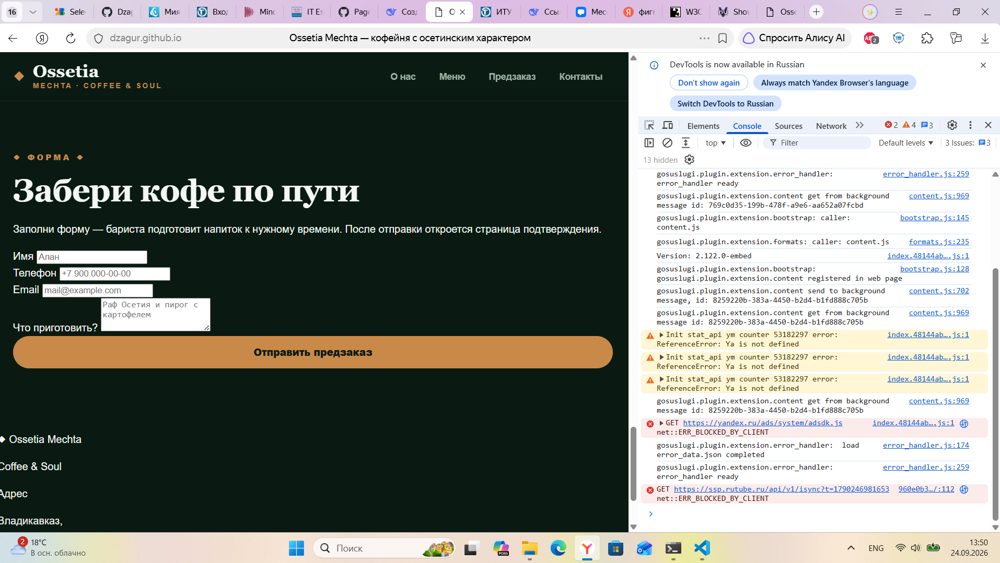 16
Sele
Dzag
Мия
Вход
Minc
IT Es
Page
Созд
О
ИТУ
Ссыл
Мес
фигм
W3C
Shov
Osse
dzagur.github.io
Ossetia Mechta — кофейня с осетинским характером
Спросить Алису AI
2
Ossetia
MECHTA · COFFEE & SOUL
О нас
Меню
Предзаказ
Контакты
ФОРМА
Забери кофе по пути
Заполни форму — бариста подготовит напиток к нужному времени. После отправки откроется страница подтверждения.
Имя Алан
Телефон +7 900 000-00-00
Email mail@example.com
Раф Осетия и пирог с
картофелем
Что приготовить?
Отправить предзаказ
◆ Ossetia Mechta
Coffee & Soul
Адрес
Владикавказ,
DevTools is now available in Russian
Don't show again
Always match Yandex Browser's language
Switch DevTools to Russian
Elements
Console
Sources
Network
2
4
3
top
Filter
Default levels
3 Issues:
3
13 hidden
gosuslugi.plugin.extension.error_handler: error_handler.js:259
error_handler ready
gosuslugi.plugin.extension.content get from background content.js:969
message id: 769c0d35-199b-478f-a9e6-aa652a07fcbd
gosuslugi.plugin.extension.bootstrap: caller: bootstrap.js:145
content.js
gosuslugi.plugin.extension.formats: caller: content.js formats.js:235
Version: 2.122.0-embed index.48144ab….js:1
gosuslugi.plugin.extension.bootstrap: bootstrap.js:128
gosuslugi.plugin.extension.content registered in web page
gosuslugi.plugin.extension.content send to background content.js:702
message, id: 8259220b-383a-4450-b2d4-b1fd888c705b
gosuslugi.plugin.extension.content get from background content.js:969
message id: 8259220b-383a-4450-b2d4-b1fd888c705b
Init stat_api ym counter 53182297 error: index.48144ab….js:1
ReferenceError: Ya is not defined
Init stat_api ym counter 53182297 error: index.48144ab….js:1
ReferenceError: Ya is not defined
Init stat_api ym counter 53182297 error: index.48144ab….js:1
ReferenceError: Ya is not defined
gosuslugi.plugin.extension.content get from background content.js:969
message id: 8259220b-383a-4450-b2d4-b1fd888c705b
GET https://yandex.ru/ads/system/adsdk.js index.48144ab….js:1
net::ERR_BLOCKED_BY_CLIENT
gosuslugi.plugin.extension.error_handler: load error_handler.js:174
error_data.json completed
gosuslugi.plugin.extension.error_handler: error_handler.js:259
error_handler ready
GET https://ssp.rutube.ru/api/v1/isync?t=1790246981653 960e0b3…/:112
net::ERR_BLOCKED_BY_CLIENT
2
18°C
В осн. облачно
Поиск
M365
ENG
13:50
24.09.2026